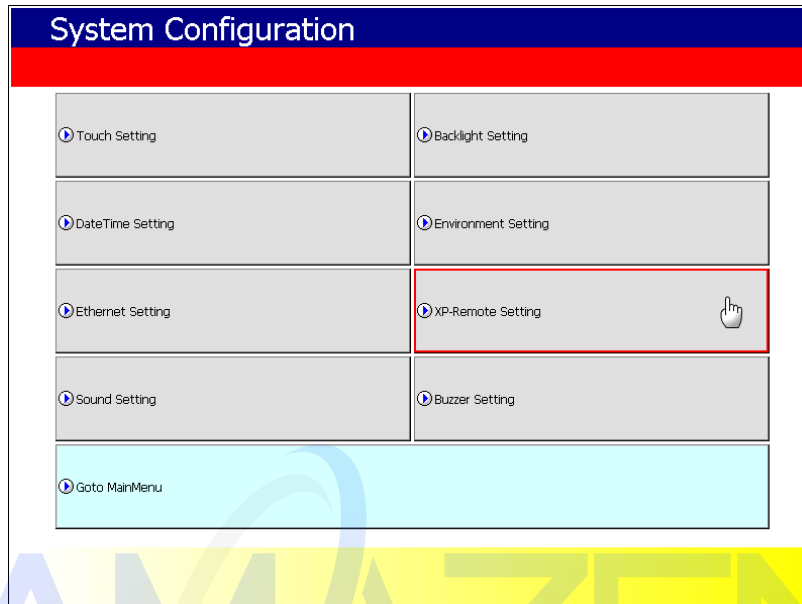 System Configuration
Touch Setting
Backlight Setting
DateTime Setting
Environment Setting
Ethernet Setting
XP-Remote Setting
Sound Setting
Buzzer Setting
Goto MainMenu
AMAZEN